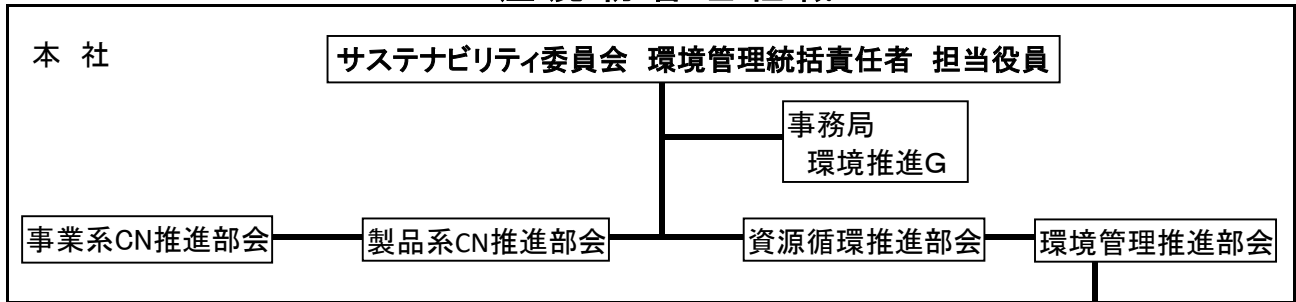 本 社
サステナビリティ委員会 環境管理統括責任者 担当役員
事務局
環境推進G
事業系CN推進部会
製品系CN推進部会
資源循環推進部会
環境管理推進部会